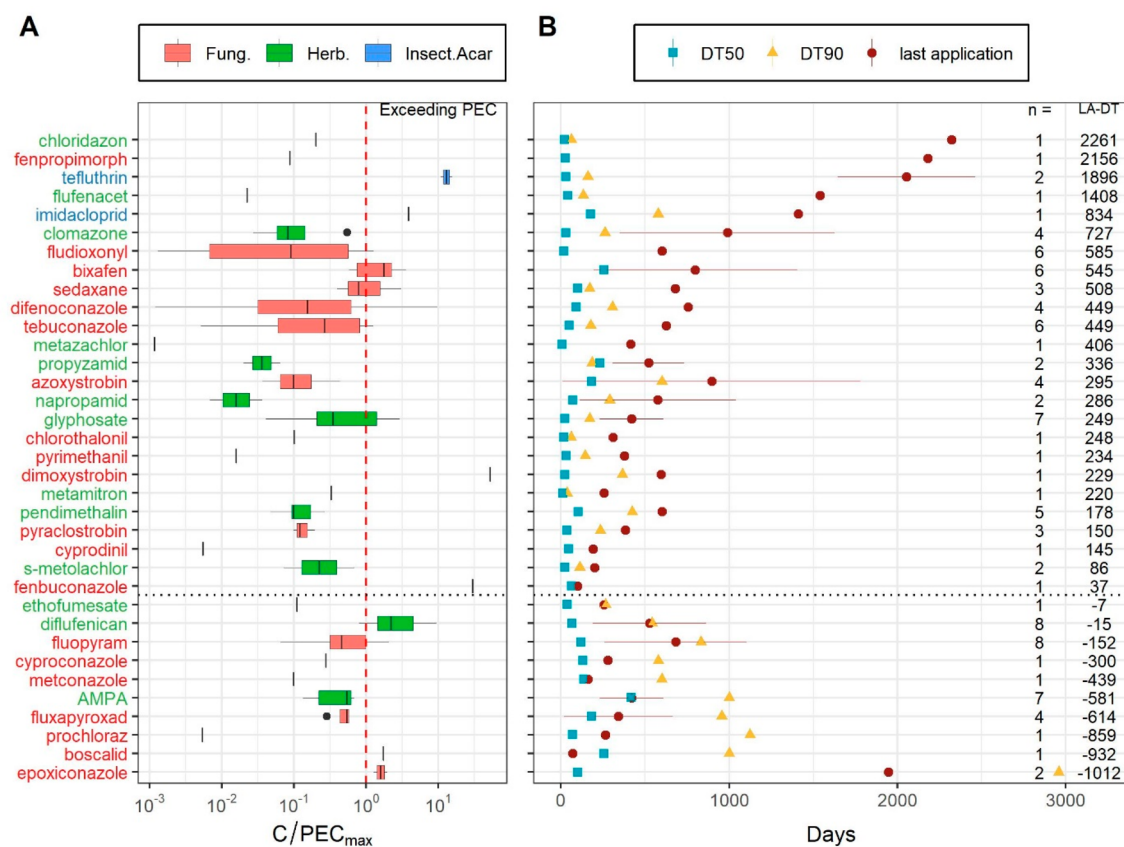 A
B
Fung. Herb. Insect.Acar
DT50 DT90 last application
Exceeding PEC
n = LA-DT
chloridazon 1 2261
fenpropimorph 1 2156
tefluthrin 2 1896
flufenacet 1 1408
imidacloprid 1 834
clomazone 4 727
fludioxonyl 6 585
bixafen 6 545
sedaxane 3 508
difenoconazole 4 449
tebuconazole 6 449
metazachlor 1 406
propyzamid 2 336
azoxystrobin 4 295
napropamid 2 286
glyphosate 7 249
chlorothalonil 1 248
pyrimethanil 1 234
dimoxystrobin 1 229
metamitron 1 220
pendimethalin 5 178
pyraclostrobin 3 150
cyprodinil 1 145
s-metolachlor 2 86
fenbuconazole 1 37
ethofumesate 1 -7
diflufenican 8 -15
fluopyram 8 -152
cyproconazole 1 -300
metconazole 1 -439
AMPA 7 -581
fluxapyroxad 4 -614
prochloraz 1 -859
boscalid 1 -932
epoxiconazole 2 -1012
10⁻³ 10⁻² 10⁻¹ 10⁰ 10¹
0 1000 2000 3000
C/PECmax
Days